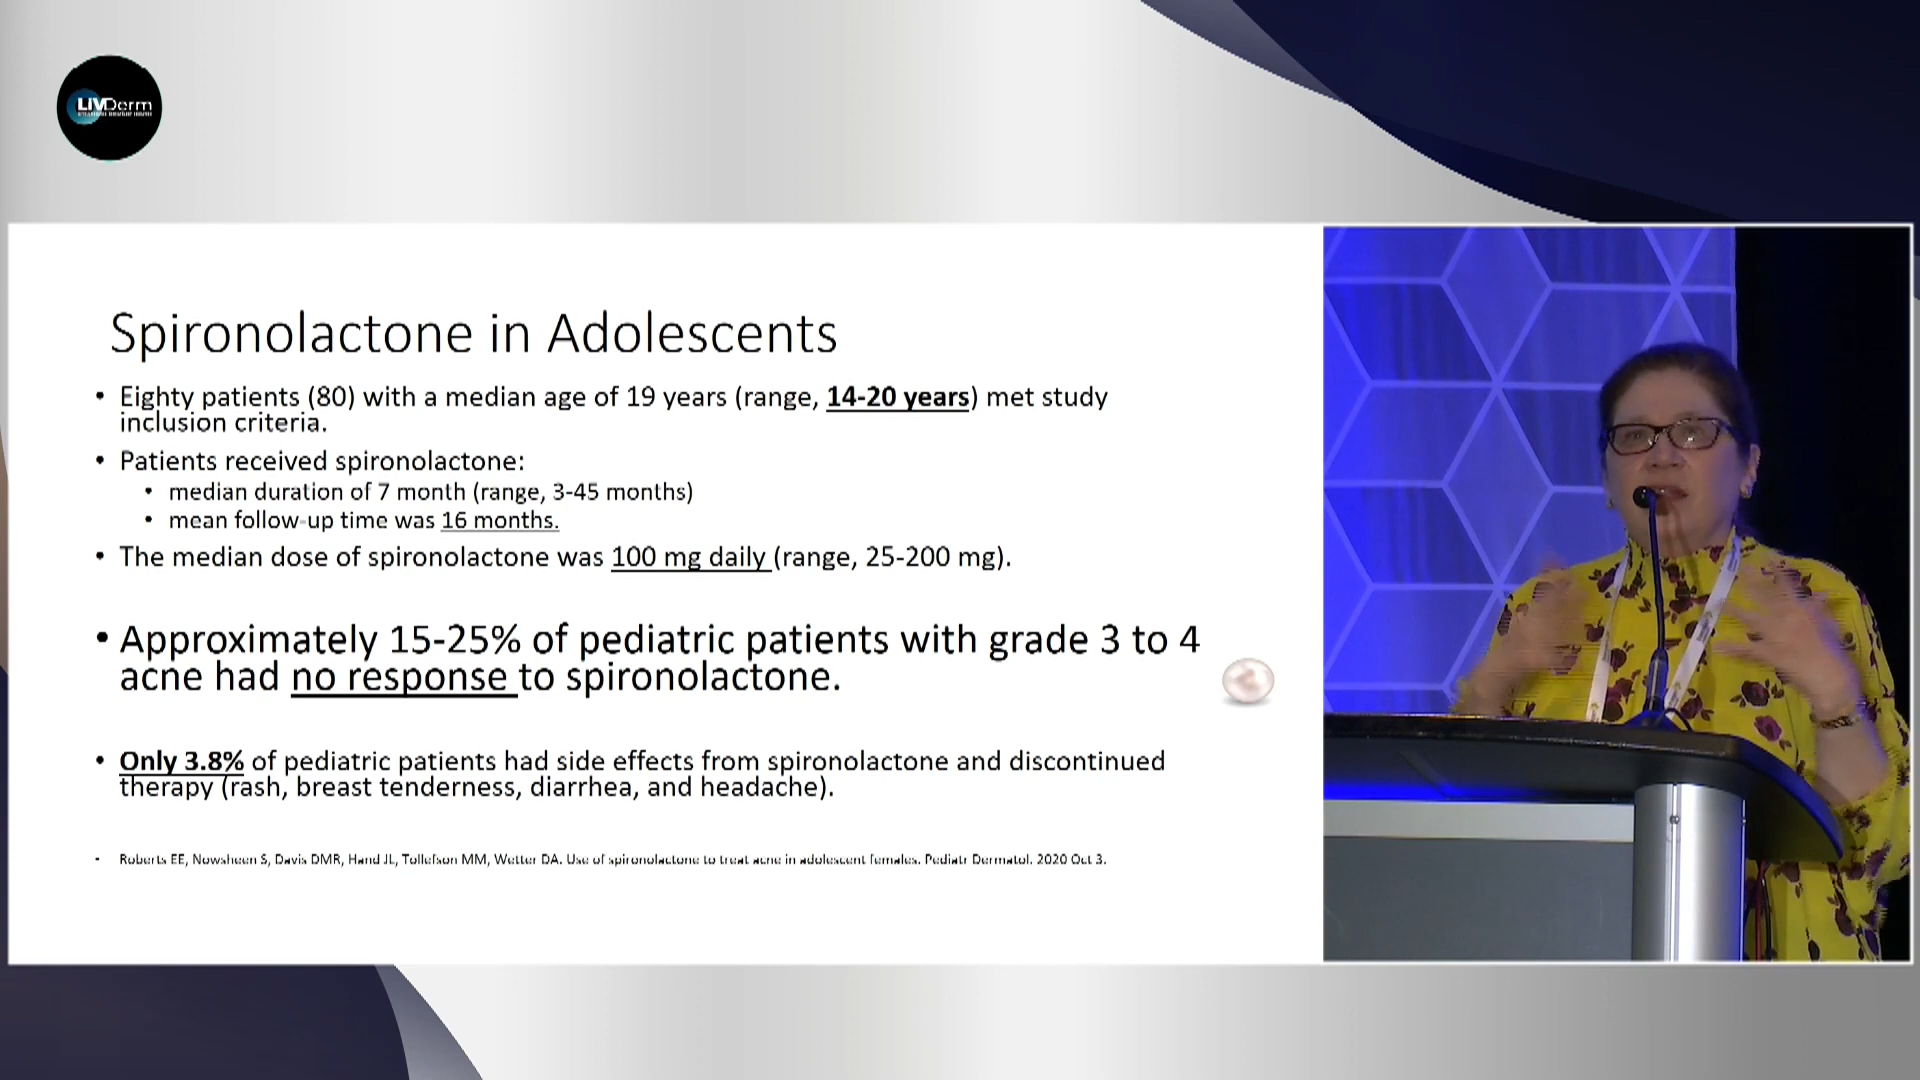 LIVDerm
Spironolactone in Adolescents
• Eighty patients (80) with a median age of 19 years (range, 14-20 years) met study
inclusion criteria.
• Patients received spironolactone:
• median duration of 7 month (range, 3-45 months)
• mean follow-up time was 16 months.
• The median dose of spironolactone was 100 mg daily (range, 25-200 mg).
• Approximately 15-25% of pediatric patients with grade 3 to 4
acne had no response to spironolactone.
• Only 3.8% of pediatric patients had side effects from spironolactone and discontinued
therapy (rash, breast tenderness, diarrhea, and headache).
• Roberts EE, Nowsheen S, Davis DMR, Hand JL, Tollefson MM, Wetter DA. Use of spironolactone to treat acne in adolescent females. Pediatr Dermatol. 2020 Oct 3.